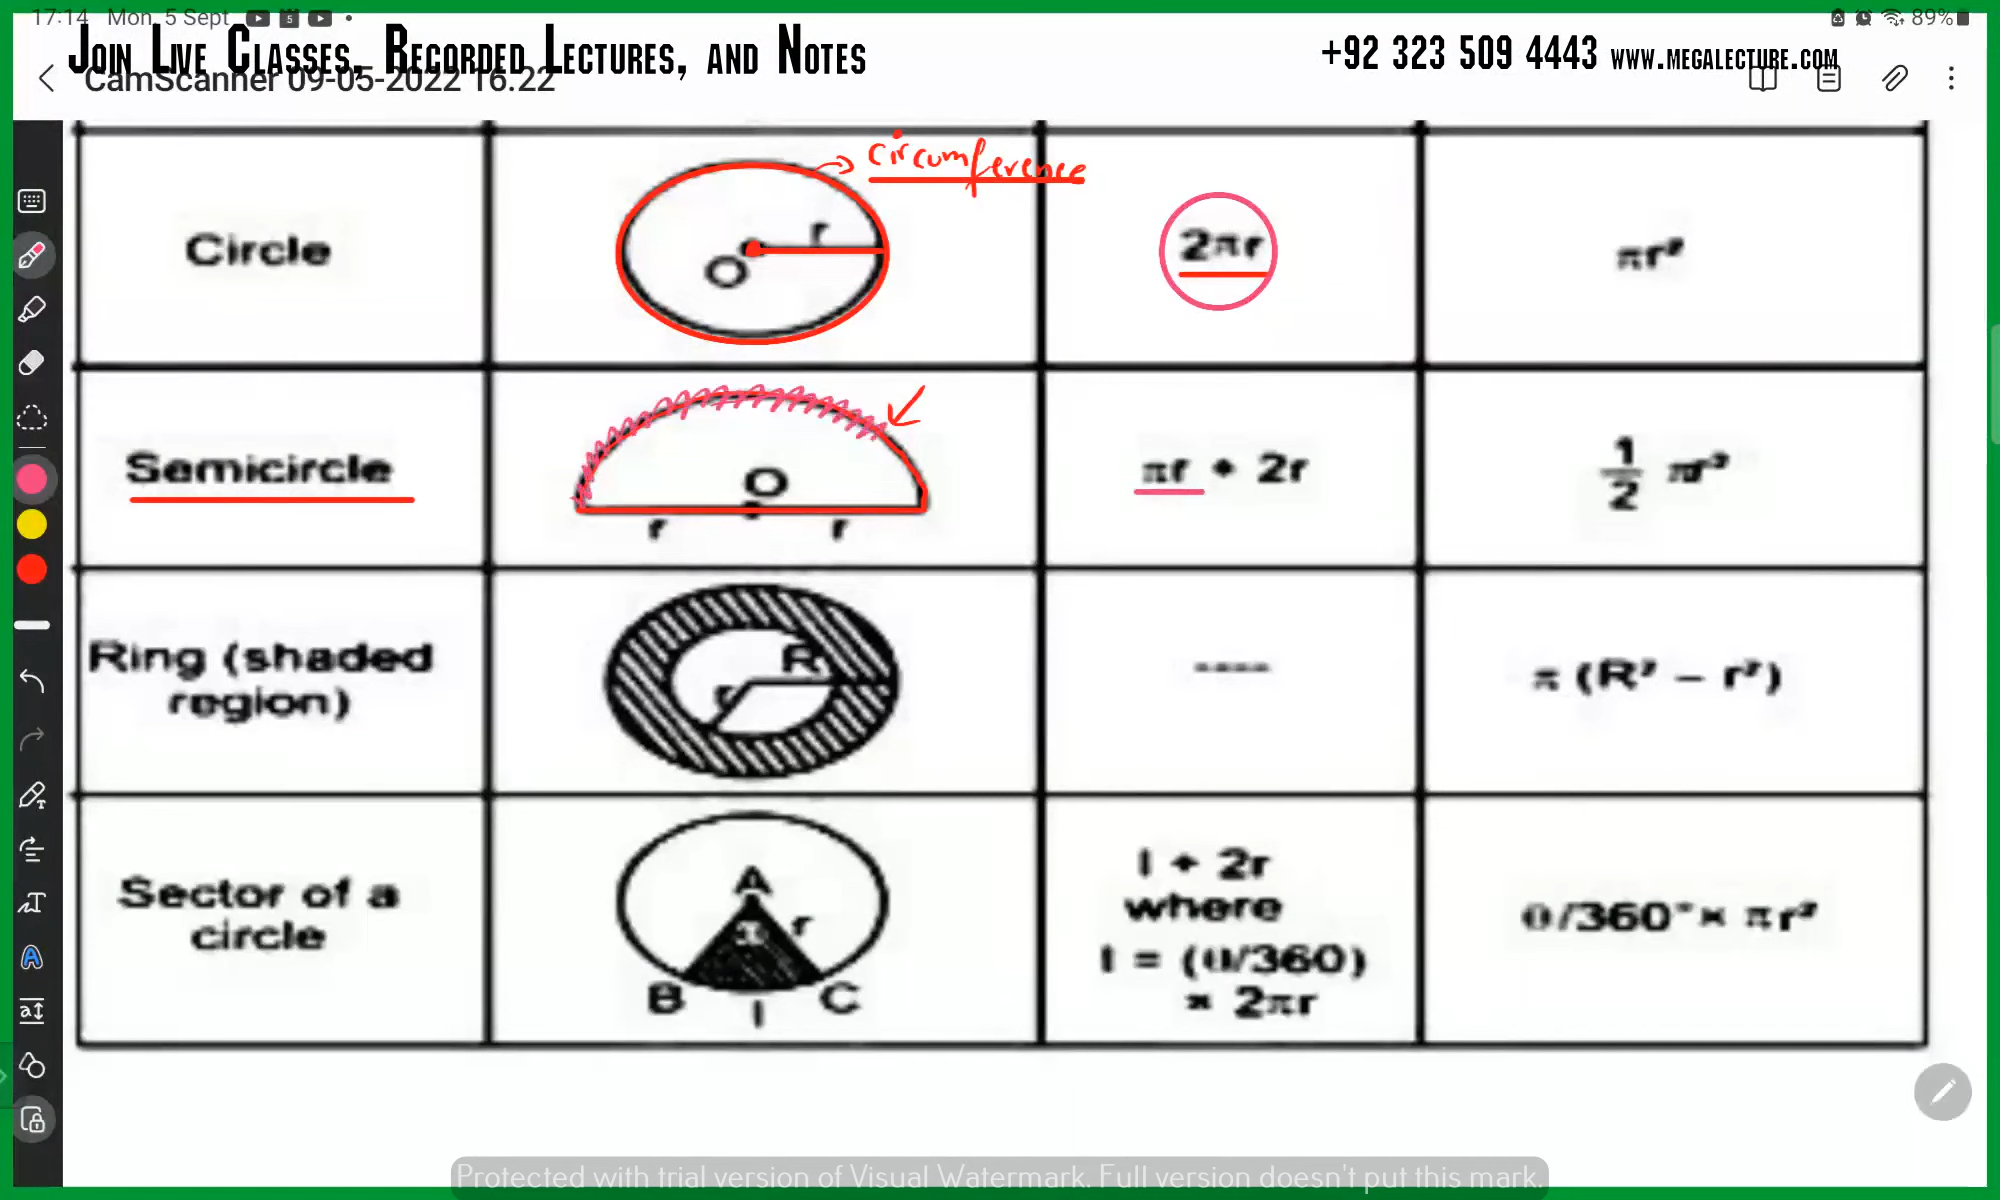 17:14 Mon, 5 Sept
89%
JOIN LIVE CLASSES, RECORDED LECTURES, AND NOTES
+92 323 509 4443 WWW.MEGALECTURE.COM
CamScanner 09-05-2022 16.22
circumference
Circle
r
O
2πr
πr²
Semicircle
O
r r
πr + 2r
1/2 πr²
Ring (shaded
region)
R
r
----
π (R² – r²)
Sector of a
circle
A
r
B C
l
l + 2r
where
l = (θ/360)
× 2πr
θ/360° × πr²
Protected with trial version of Visual Watermark. Full version doesn't put this mark.